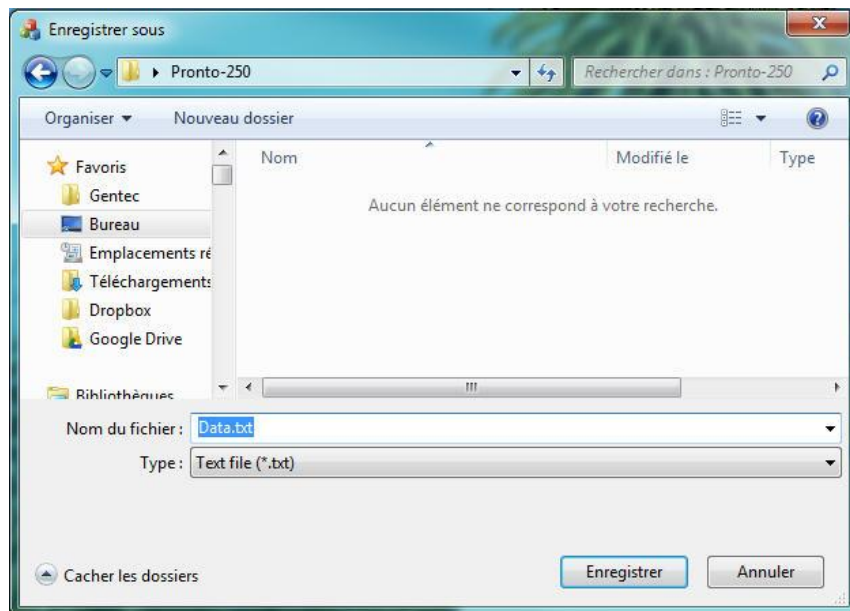 Enregistrer sous
Pronto-250
Rechercher dans : Pronto-250
Organiser
Nouveau dossier
Favoris
Gentec
Bureau
Emplacements ré
Téléchargements
Dropbox
Google Drive
Bibliothèques
Nom
Modifié le
Type
Aucun élément ne correspond à votre recherche.
Nom du fichier :
Data.txt
Type :
Text file (*.txt)
Cacher les dossiers
Enregistrer
Annuler